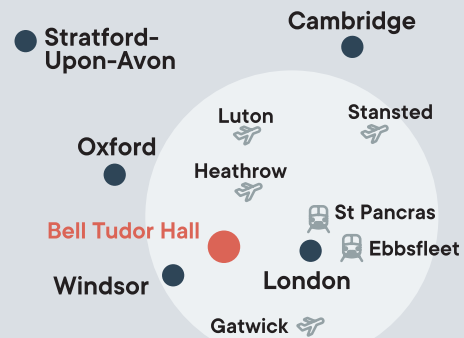 Cambridge
Stratford-
Upon-Avon
Luton
Stansted
Oxford
Heathrow
St Pancras
Bell Tudor Hall
Ebbsfleet
Windsor
London
Gatwick